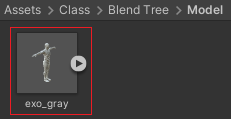 Assets > Class > Blend Tree > Model
exo_gray